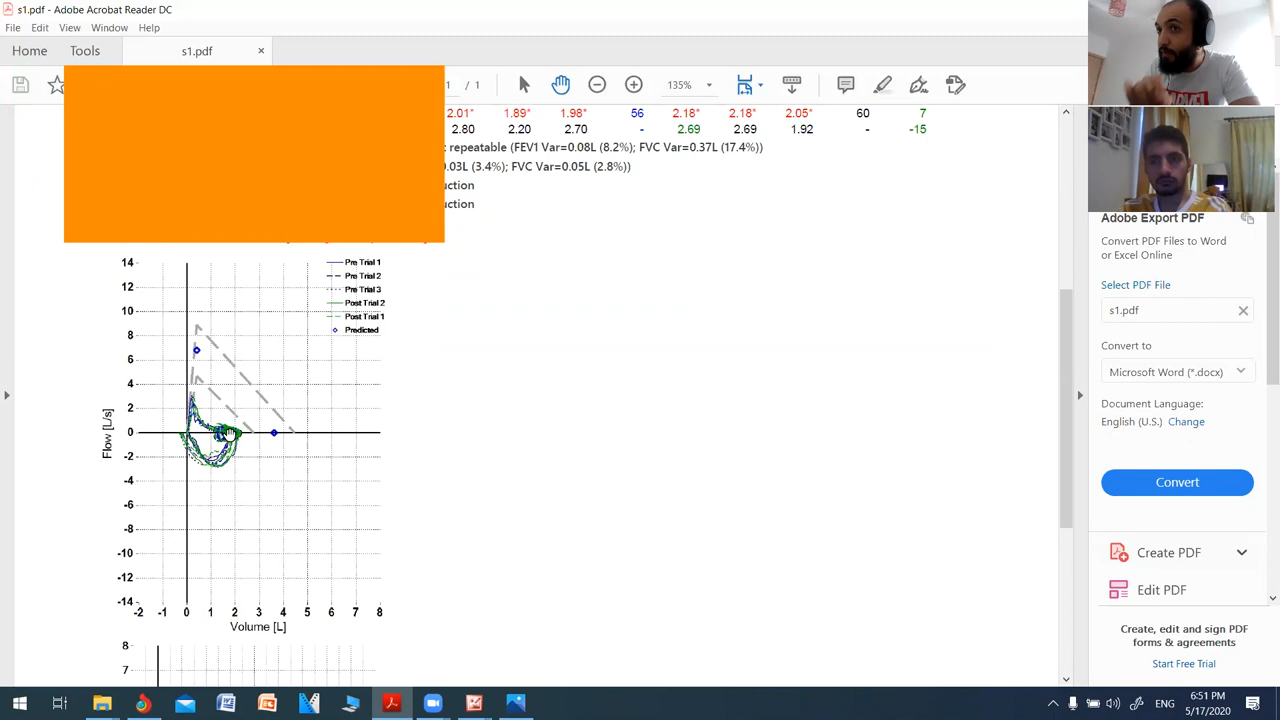 s1.pdf - Adobe Acrobat Reader DC
File Edit View Window Help
Home Tools s1.pdf ×
1 / 1 135%
2.01* 1.89* 1.98* 56 2.18* 2.18* 2.05* 60 7
2.80 2.20 2.70 - 2.69 2.69 1.92 - -15
repeatable (FEV1 Var=0.08L (8.2%); FVC Var=0.37L (17.4%))
0.03L (3.4%); FVC Var=0.05L (2.8%))
uction
uction
Pre Trial 1
Pre Trial 2
Pre Trial 3
Post Trial 2
Post Trial 1
Predicted
14
12
10
8
6
4
2
0
-2
-4
-6
-8
-10
-12
-14
Flow [L/s]
-2 -1 0 1 2 3 4 5 6 7 8
Volume [L]
8
7
MARVEL
Adobe Export PDF
Convert PDF Files to Word
or Excel Online
Select PDF File
s1.pdf
Convert to
Microsoft Word (*.docx)
Document Language:
English (U.S.) Change
Convert
Create PDF
Edit PDF
Create, edit and sign PDF
forms & agreements
Start Free Trial
ENG
6:51 PM
5/17/2020